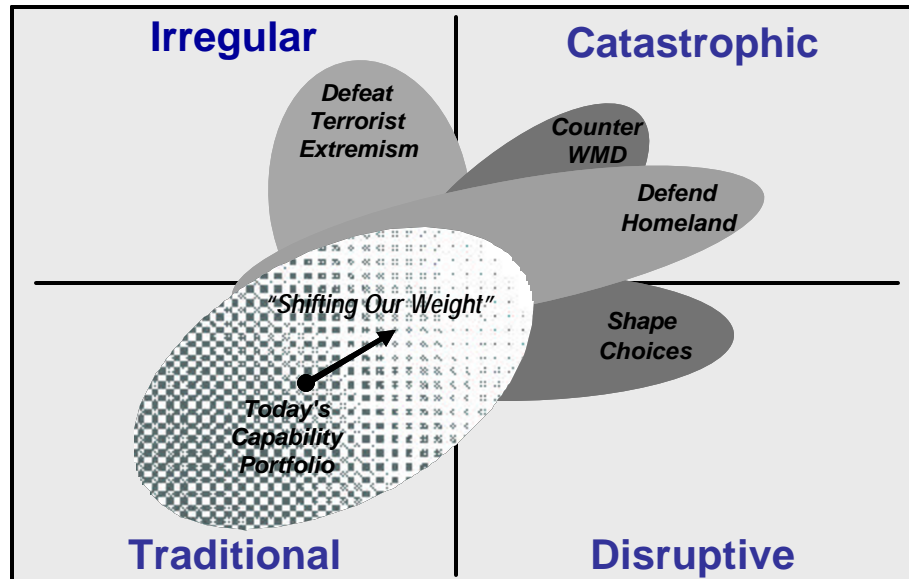 Irregular
Catastrophic
Defeat
Terrorist
Extremism
Counter
WMD
Defend
Homeland
“Shifting Our Weight”
Shape
Choices
Today's
Capability
Portfolio
Traditional
Disruptive